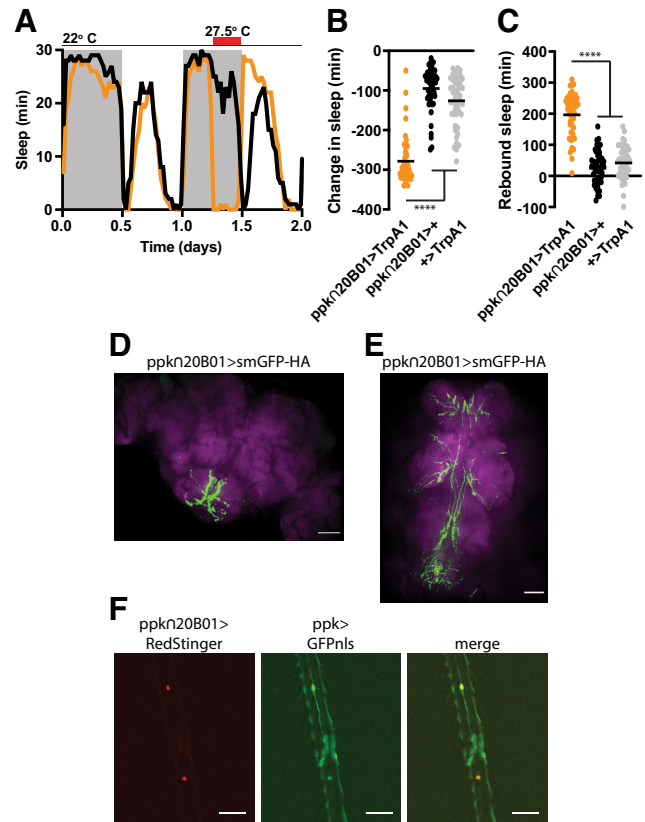 A
22° C
27.5° C
30
20
10
0
Sleep (min)
0.0 0.5 1.0 1.5 2.0
Time (days)
B
0
-100
-200
-300
-400
Change in sleep (min)
****
ppk∩20B01>TrpA1
ppk∩20B01>+
+>TrpA1
C
400
300
200
100
0
-100
Rebound sleep (min)
****
ppk∩20B01>TrpA1
ppk∩20B01>+
+>TrpA1
D
ppk∩20B01>smGFP-HA
E
ppk∩20B01>smGFP-HA
F
ppk∩20B01>
RedStinger
ppk>
GFPnls
merge